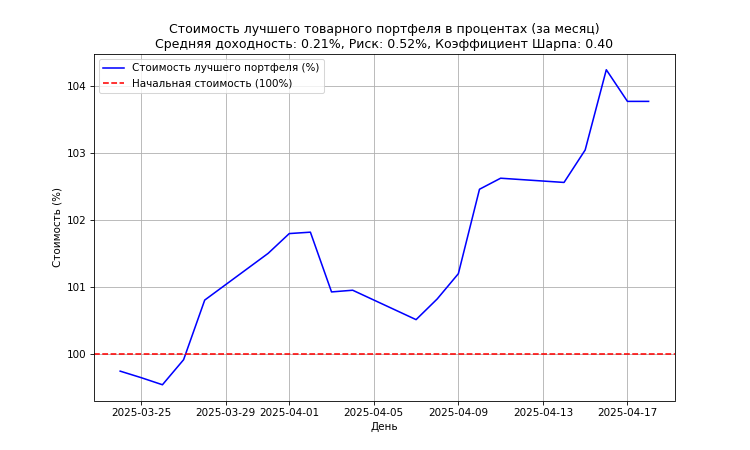 Стоимость лучшего товарного портфеля в процентах (за месяц)
Средняя доходность: 0.21%, Риск: 0.52%, Коэффициент Шарпа: 0.40
Стоимость лучшего портфеля (%)
Начальная стоимость (100%)
Стоимость (%)
104
103
102
101
100
2025-03-25 2025-03-29 2025-04-01 2025-04-05 2025-04-09 2025-04-13 2025-04-17
День